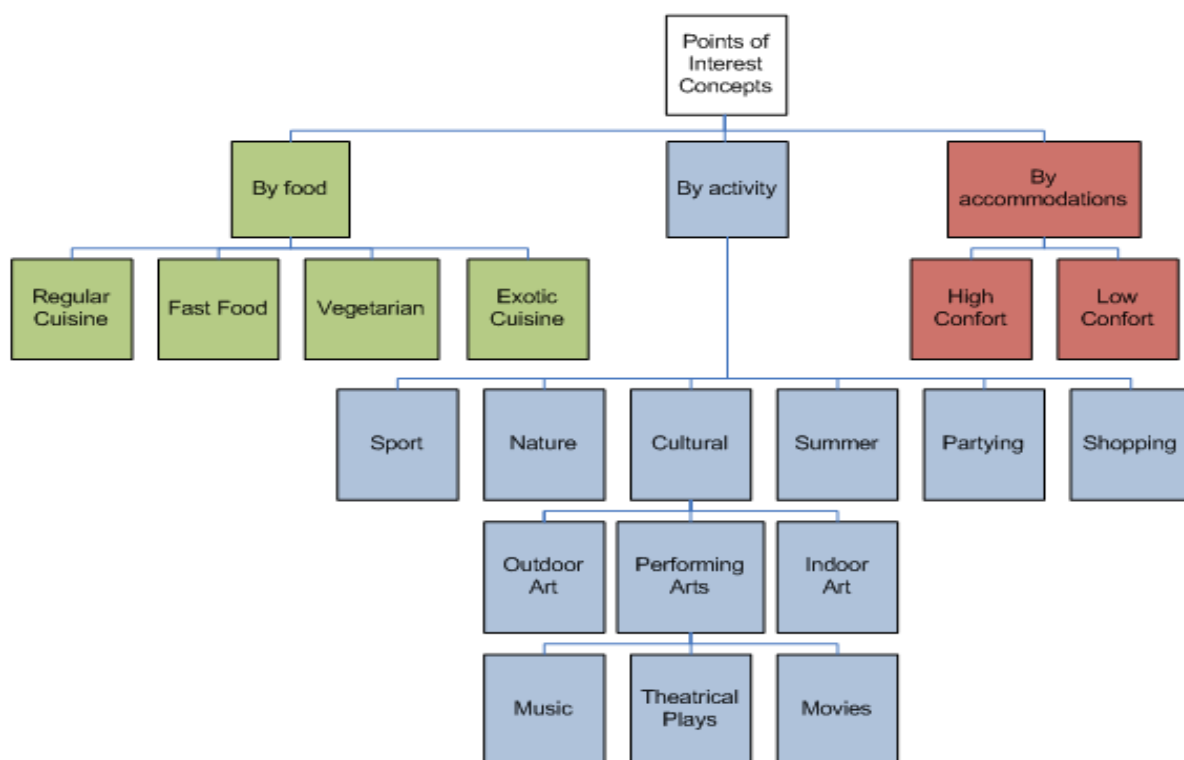 Points of
Interest
Concepts
By food
By activity
By
accommodations
Regular
Cuisine
Fast Food
Vegetarian
Exotic
Cuisine
High
Confort
Low
Confort
Sport
Nature
Cultural
Summer
Partying
Shopping
Outdoor
Art
Performing
Arts
Indoor
Art
Music
Theatrical
Plays
Movies